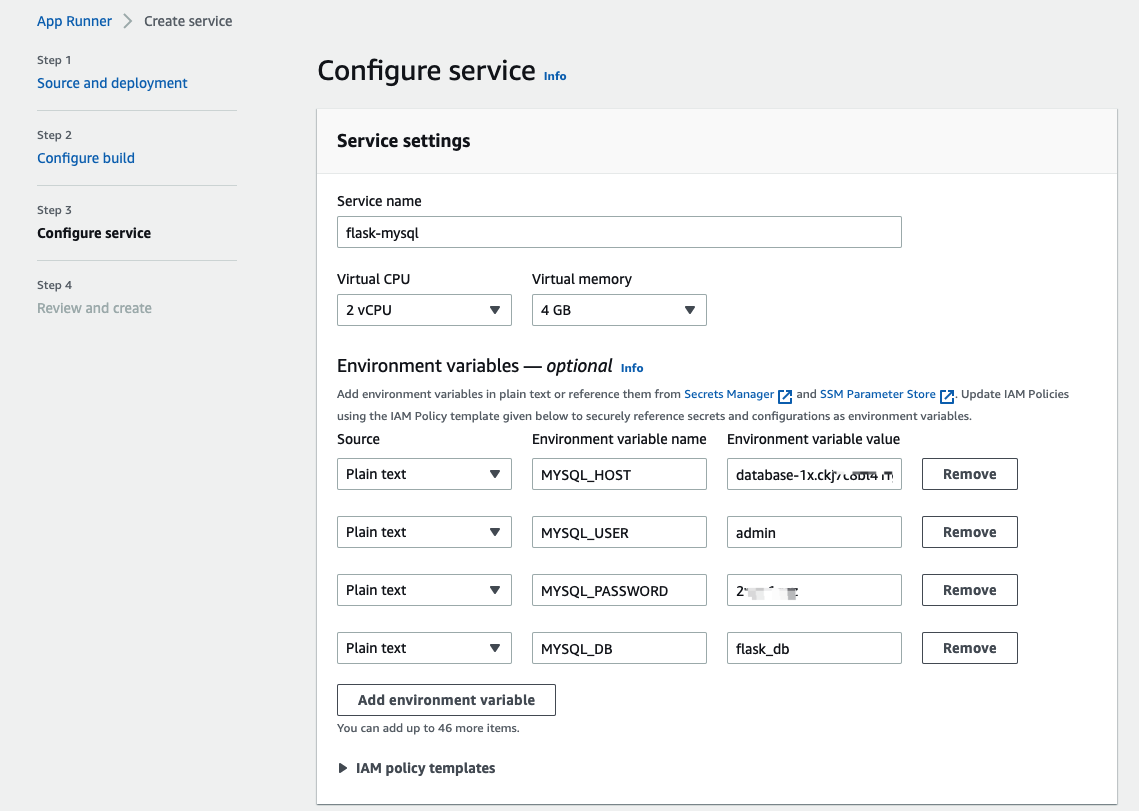 App Runner > Create service
Step 1
Source and deployment
Step 2
Configure build
Step 3
Configure service
Step 4
Review and create
Configure service Info
Service settings
Service name
flask-mysql
Virtual CPU Virtual memory
2 vCPU 4 GB
Environment variables — optional Info
Add environment variables in plain text or reference them from Secrets Manager and SSM Parameter Store. Update IAM Policies
using the IAM Policy template given below to securely reference secrets and configurations as environment variables.
Source Environment variable name Environment variable value
Plain text MYSQL_HOST Remove
Plain text MYSQL_USER admin Remove
Plain text MYSQL_PASSWORD Remove
Plain text MYSQL_DB flask_db Remove
Add environment variable
You can add up to 46 more items.
IAM policy templates